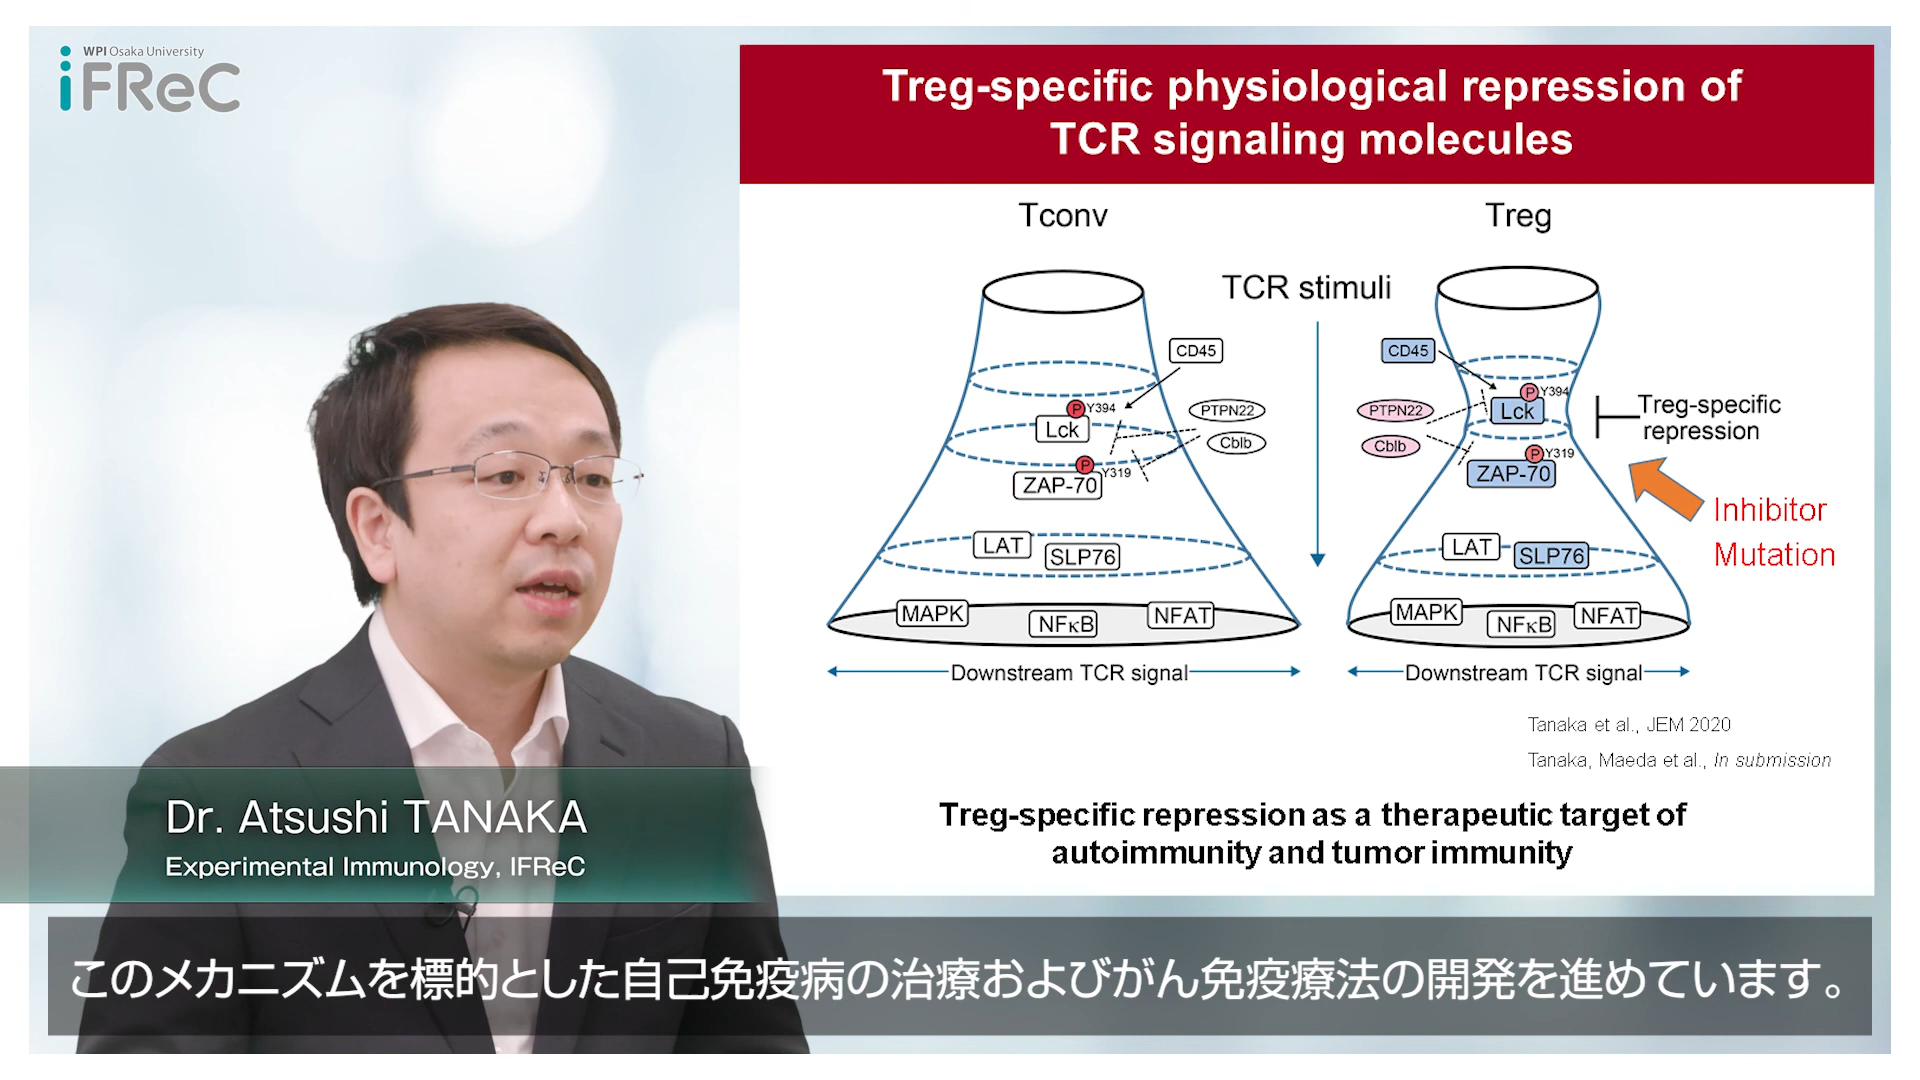 WPI Osaka University
iFReC
Treg-specific physiological repression of
TCR signaling molecules
Tconv
Treg
TCR stimuli
CD45
P Y394
Lck
PTPN22
Cblb
P Y319
ZAP-70
LAT
SLP76
MAPK
NFκB
NFAT
Downstream TCR signal
CD45
P Y394
Lck
PTPN22
Cblb
P Y319
ZAP-70
LAT
SLP76
MAPK
NFκB
NFAT
Downstream TCR signal
Treg-specific
repression
Inhibitor
Mutation
Tanaka et al., JEM 2020
Tanaka, Maeda et al., In submission
Treg-specific repression as a therapeutic target of
autoimmunity and tumor immunity
Dr. Atsushi TANAKA
Experimental Immunology, IFReC
このメカニズムを標的とした自己免疫病の治療およびがん免疫療法の開発を進めています。